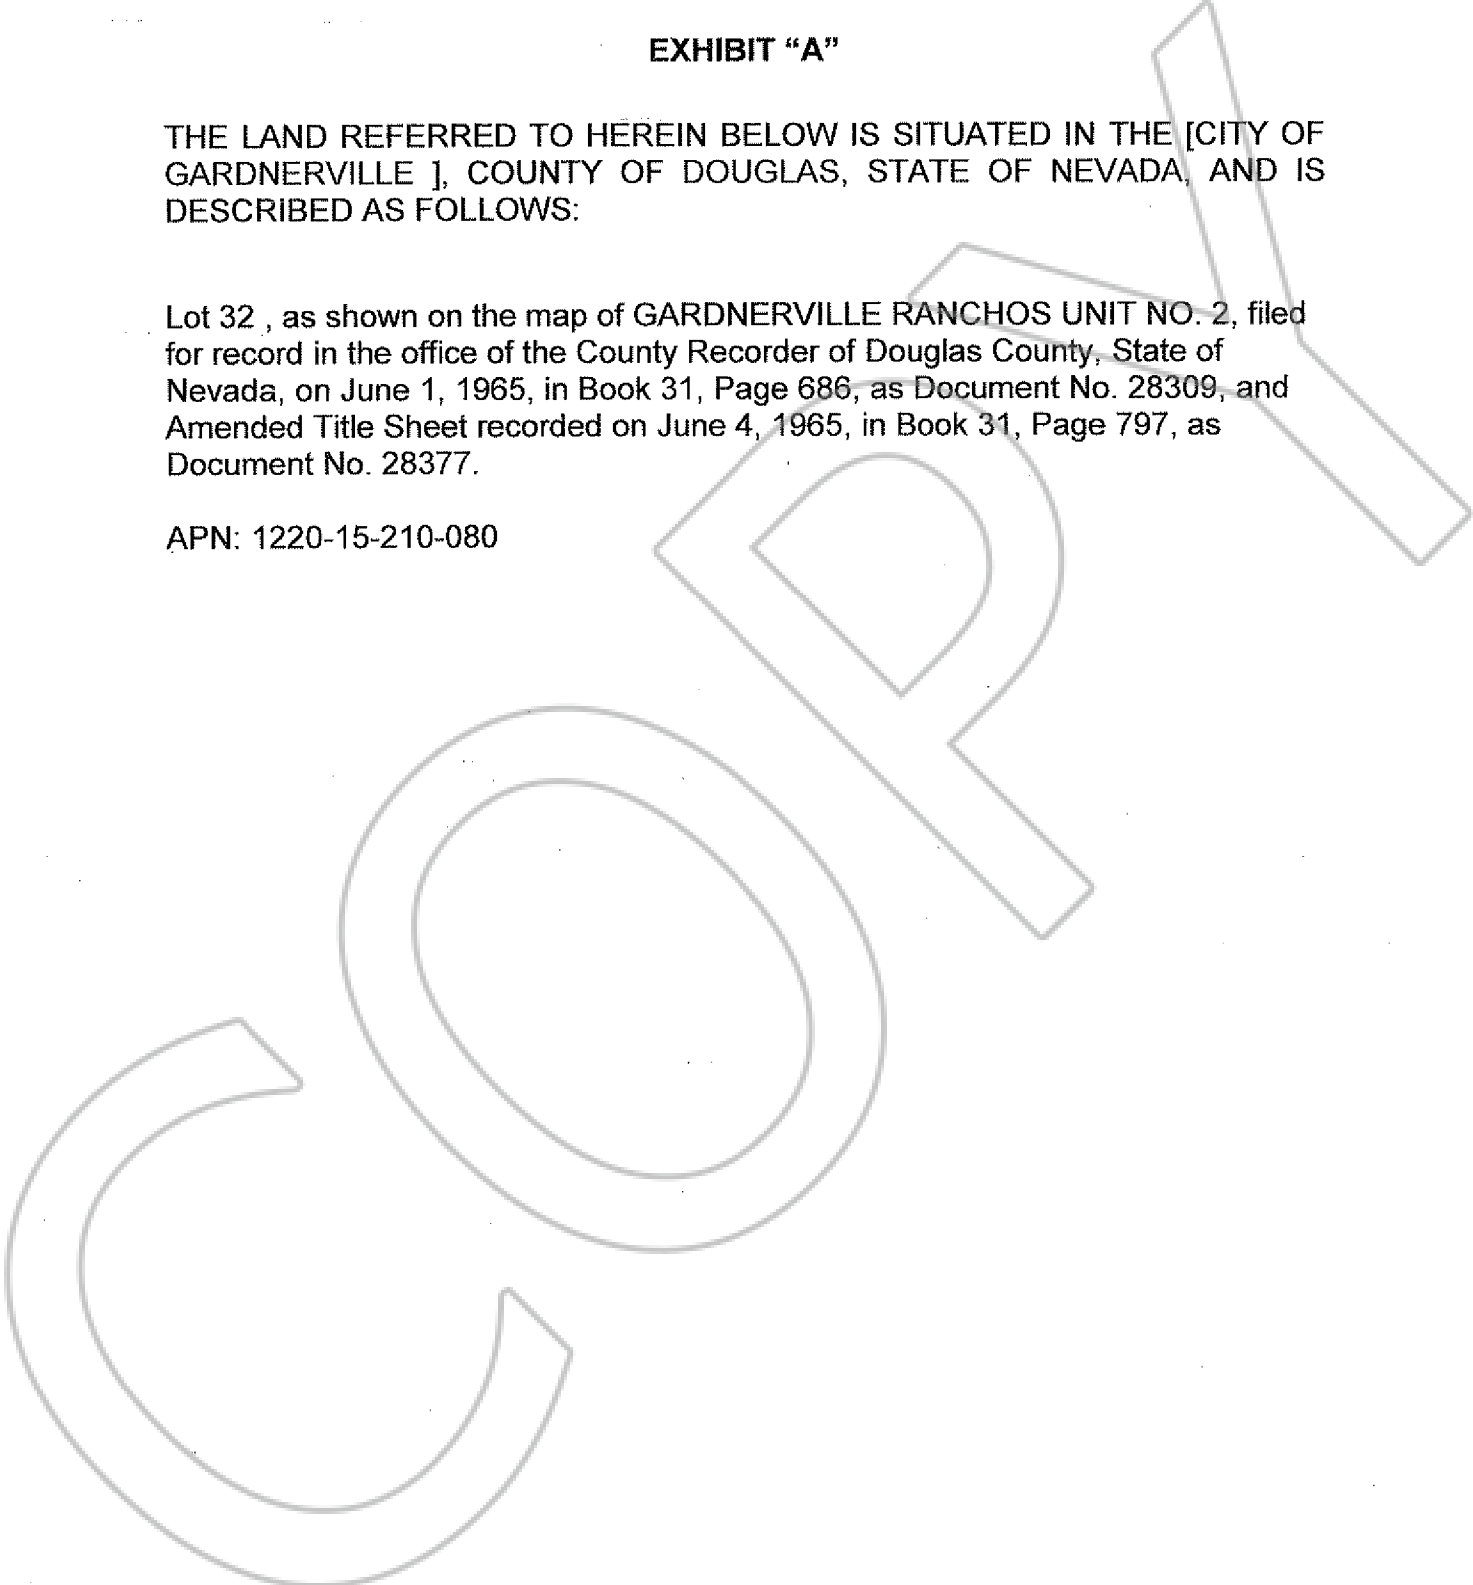 EXHIBIT “A”
THE LAND REFERRED TO HEREIN BELOW IS SITUATED IN THE [CITY OF
GARDNERVILLE ], COUNTY OF DOUGLAS, STATE OF NEVADA, AND IS
DESCRIBED AS FOLLOWS:
Lot 32 , as shown on the map of GARDNERVILLE RANCHOS UNIT NO. 2, filed
for record in the office of the County Recorder of Douglas County, State of
Nevada, on June 1, 1965, in Book 31, Page 686, as Document No. 28309, and
Amended Title Sheet recorded on June 4, 1965, in Book 31, Page 797, as
Document No. 28377.
APN: 1220-15-210-080
COPY